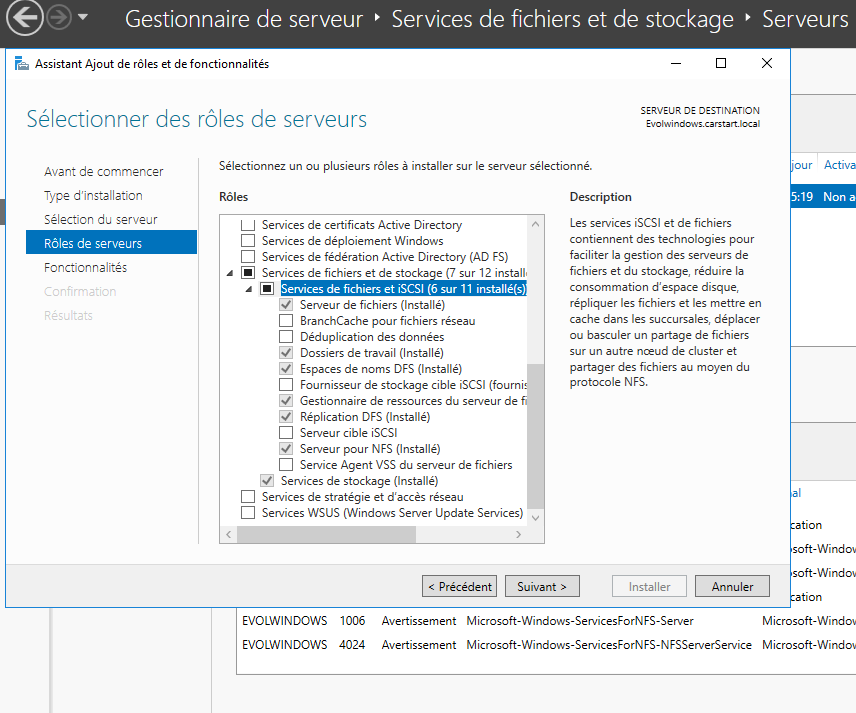 Gestionnaire de serveur ‣ Services de fichiers et de stockage ‣ Serveurs
Assistant Ajout de rôles et de fonctionnalités
Sélectionner des rôles de serveurs
SERVEUR DE DESTINATION
Evolwindows.carstart.local
Avant de commencer
Type d'installation
Sélection du serveur
Rôles de serveurs
Fonctionnalités
Confirmation
Résultats
Sélectionnez un ou plusieurs rôles à installer sur le serveur sélectionné.
Rôles
Services de certificats Active Directory
Services de déploiement Windows
Services de fédération Active Directory (AD FS)
Services de fichiers et de stockage (7 sur 12 install
Services de fichiers et iSCSI (6 sur 11 installé(s)
Serveur de fichiers (Installé)
BranchCache pour fichiers réseau
Déduplication des données
Dossiers de travail (Installé)
Espaces de noms DFS (Installé)
Fournisseur de stockage cible iSCSI (fournis
Gestionnaire de ressources du serveur de fi
Réplication DFS (Installé)
Serveur cible iSCSI
Serveur pour NFS (Installé)
Service Agent VSS du serveur de fichiers
Services de stockage (Installé)
Services de stratégie et d'accès réseau
Services WSUS (Windows Server Update Services)
Description
Les services iSCSI et de fichiers
contiennent des technologies pour
faciliter la gestion des serveurs de
fichiers et du stockage, réduire la
consommation d'espace disque,
répliquer les fichiers et les mettre en
cache dans les succursales, déplacer
ou basculer un partage de fichiers
sur un autre nœud de cluster et
partager des fichiers au moyen du
protocole NFS.
< Précédent
Suivant >
Installer
Annuler
jour Activa
5:19 Non a
al
cation
soft-Windo
soft-Windo
cation
EVOLWINDOWS 1006 Avertissement Microsoft-Windows-ServicesForNFS-Server Microsoft-Windo
EVOLWINDOWS 4024 Avertissement Microsoft-Windows-ServicesForNFS-NFSServerService Microsoft-Windo